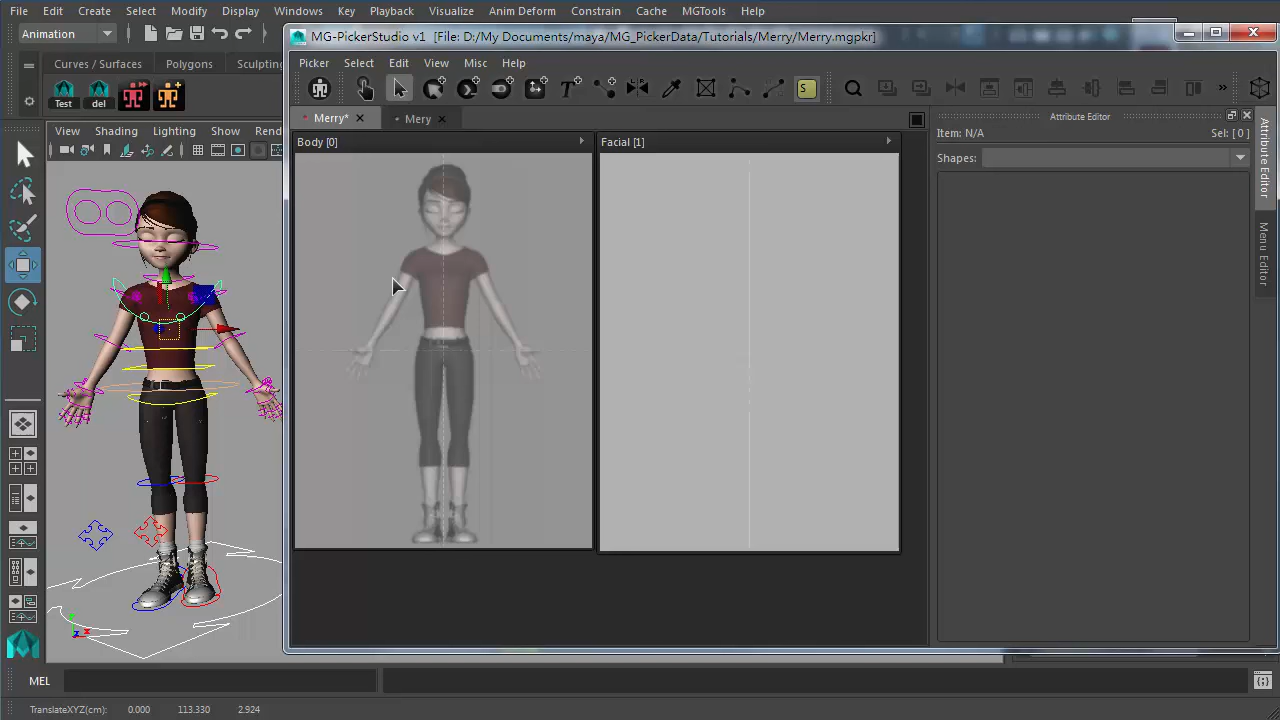 File Edit Create Select Modify Display Windows Key Playback Visualize Anim Deform Constrain Cache MGTools Help
Animation
MG-PickerStudio v1 [File: D:/My Documents/maya/MG_PickerData/Tutorials/Merry/Merry.mgpkr]
Curves / Surfaces Polygons Sculpting
Picker Select Edit View Misc Help
Test del
S
Merry* Mery
Attribute Editor
View Shading Lighting Show Rend
Body [0] Facial [1]
Item: N/A Sel: [ 0 ]
Shapes:
Attribute Editor
Menu Editor
MEL
TranslateXYZ(cm): 0.000 113.330 2.924